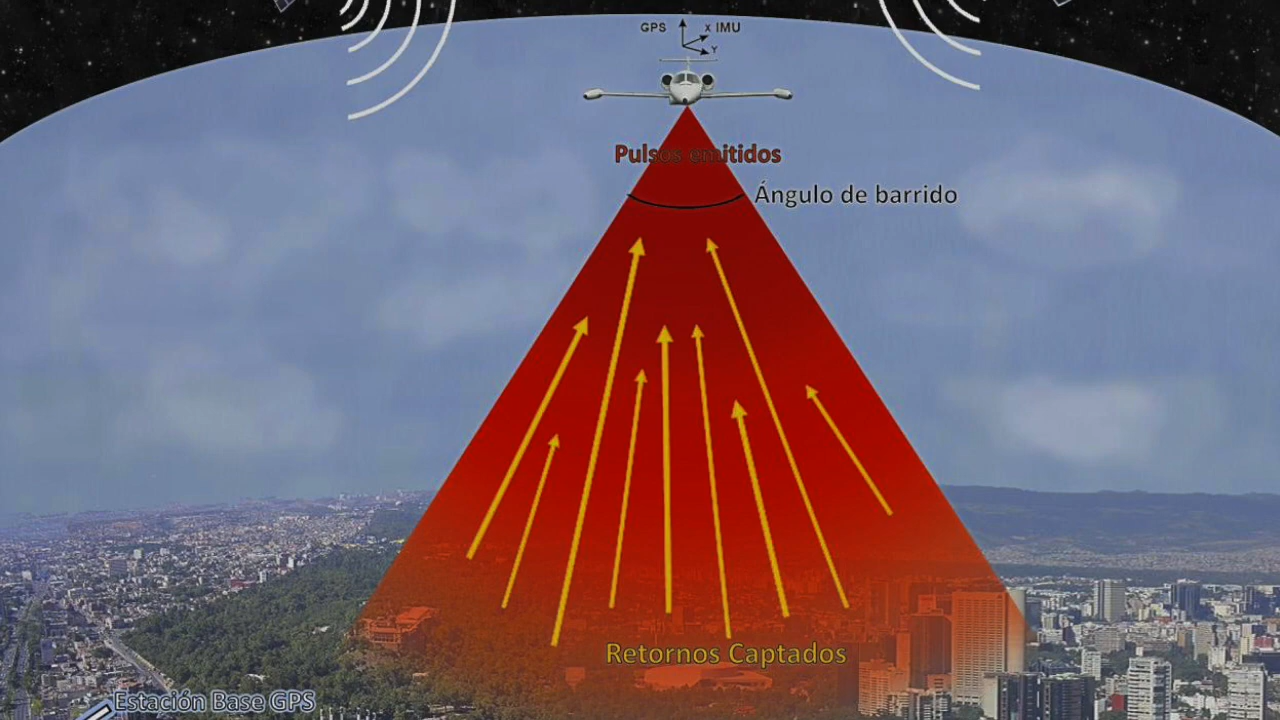 GPS X IMU
Y
Pulsos emitidos
Ángulo de barrido
Retornos Captados
Estación Base GPS